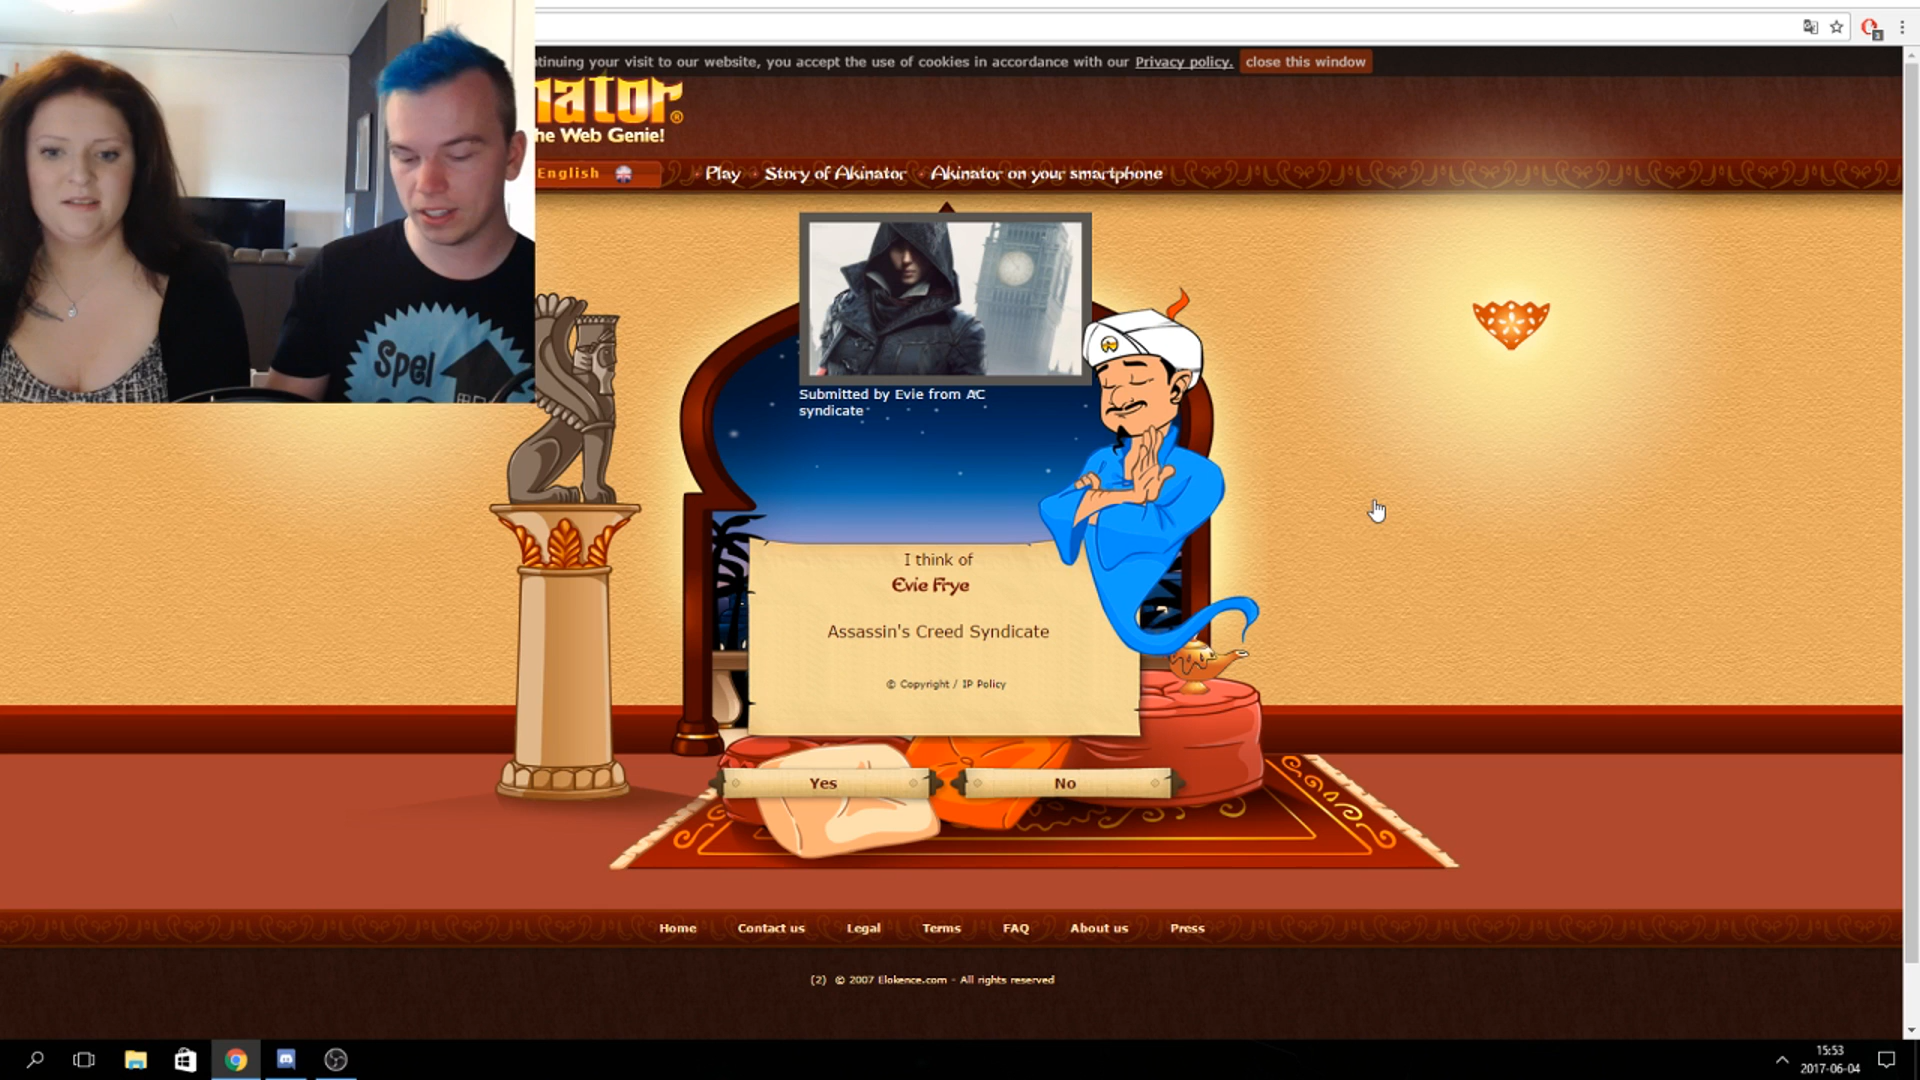 ntinuing your visit to our website, you accept the use of cookies in accordance with our Privacy policy. close this window
nator®
he Web Genie!
English
Play · Story of Akinator · Akinator on your smartphone
Submitted by Evie from AC
syndicate
Spel
I think of
Evie Frye
Assassin's Creed Syndicate
© Copyright / IP Policy
Yes No
Home Contact us Legal Terms FAQ About us Press
(2) © 2007 Elokence.com - All rights reserved
3
15:53
2017-06-04